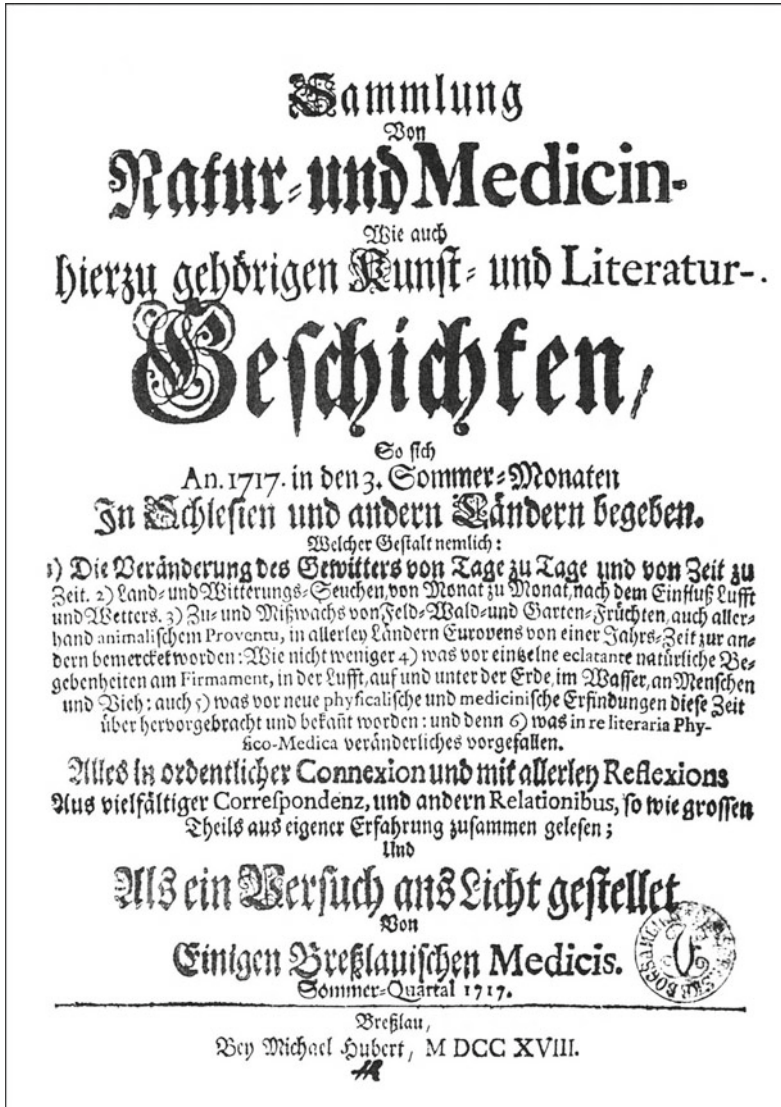 Sammlung
Von
Natur- und Medicin-
Wie auch
hierzu gehörigen Kunst- und Literatur-.
Geschichten,
So sich
An. 1717. in den 3. Sommer-Monaten
In Schlesien und andern Ländern begeben.
Welcher Gestalt nemlich:
1) Die Veränderung des Gewitters von Tage zu Tage und von Zeit zu
Zeit. 2) Land- und Witterungs-Seuchen, von Monat zu Monat, nach dem Einfluß Lufft
und Wetters. 3) Zu- und Mißwachs von Feld-Wald- und Garten-Früchten, auch aller-
hand animalischem Proventu, in allerley Ländern Europens von einer Jahrs-Zeit zur an-
dern bemercket worden: Wie nicht weniger 4) was vor eintzelne eclatante natürliche Be-
gebenheiten am Firmament, in der Lufft, auf und unter der Erde, im Wasser, an Menschen
und Vieh: auch 5) was vor neue physicalische und medicinische Erfindungen diese Zeit
über hervorgebracht und bekañt worden: und denn 6) was in re literaria Phy-
sico-Medica veränderliches vorgefallen.
Alles in ordentlicher Connexion und mit allerley Reflexions
Aus vielfältiger Correspondenz, und andern Relationibus, so wie grossen
Theils aus eigener Erfahrung zusammen gelesen;
Und
Als ein Versuch ans Licht gestellet
Von
Einigen Breßlauischen Medicis.
Sommer-Quartal 1717.
Breßlau,
Bey Michael Hubert, M DCC XVIII.